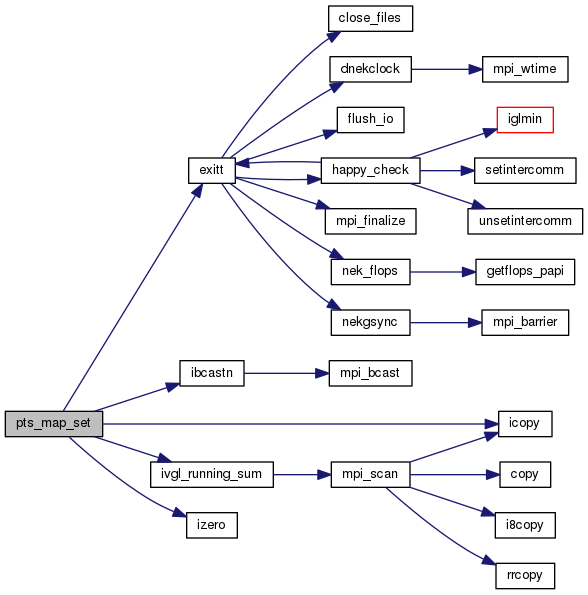 close_files
dnekclock
mpi_wtime
flush_io
iglmin
exitt
happy_check
setintercomm
mpi_finalize
unsetintercomm
nek_flops
getflops_papi
nekgsync
mpi_barrier
ibcastn
mpi_bcast
pts_map_set
icopy
ivgl_running_sum
mpi_scan
copy
izero
i8copy
rrcopy